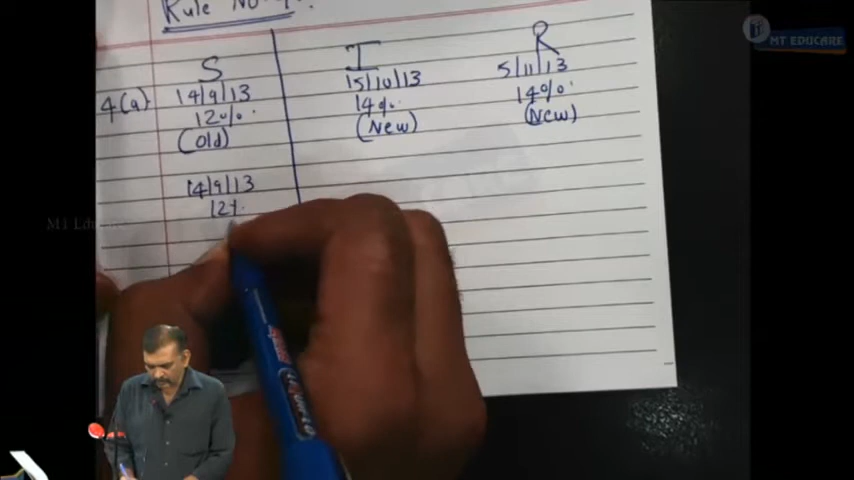 Rule No. 4.
S I R
4(a) 14/9/13 15/10/13 5/11/13
12% 14% 14%
(Old) (New) (New)
14/9/13
12%
MT EDUCARE